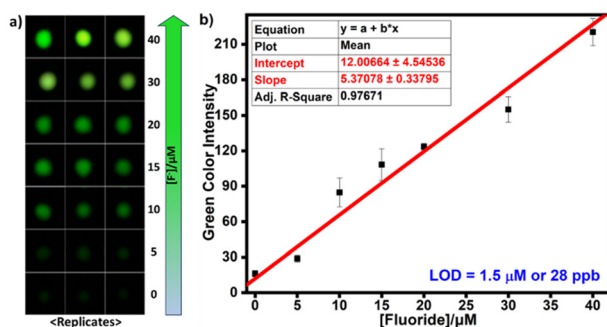 a)
40
30
20
15
10
5
0
[F-]/μM
<Replicates>
b)
Equation y = a + b*x
Plot Mean
Intercept 12.00664 ± 4.54536
Slope 5.37078 ± 0.33795
Adj. R-Square 0.97671
Green Color Intensity
210
180
150
120
90
60
30
0
LOD = 1.5 μM or 28 ppb
0 5 10 15 20 25 30 35 40
[Fluoride]/μM